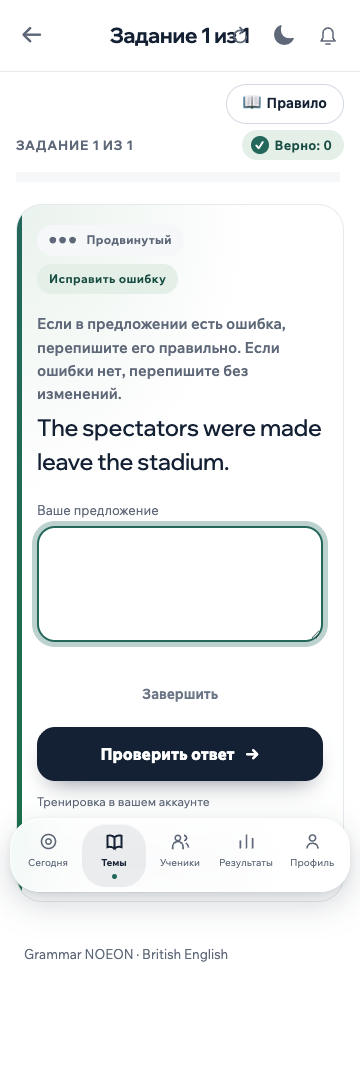 Задание 1 из 1
📖 Правило
ЗАДАНИЕ 1 ИЗ 1
Верно: 0
Продвинутый
Исправить ошибку
Если в предложении есть ошибка,
перепишите его правильно. Если
ошибки нет, перепишите без
изменений.
The spectators were made
leave the stadium.
Ваше предложение
Завершить
Проверить ответ →
Тренировка в вашем аккаунте
Сегодня
Темы
Ученики
Результаты
Профиль
Grammar NOEON · British English